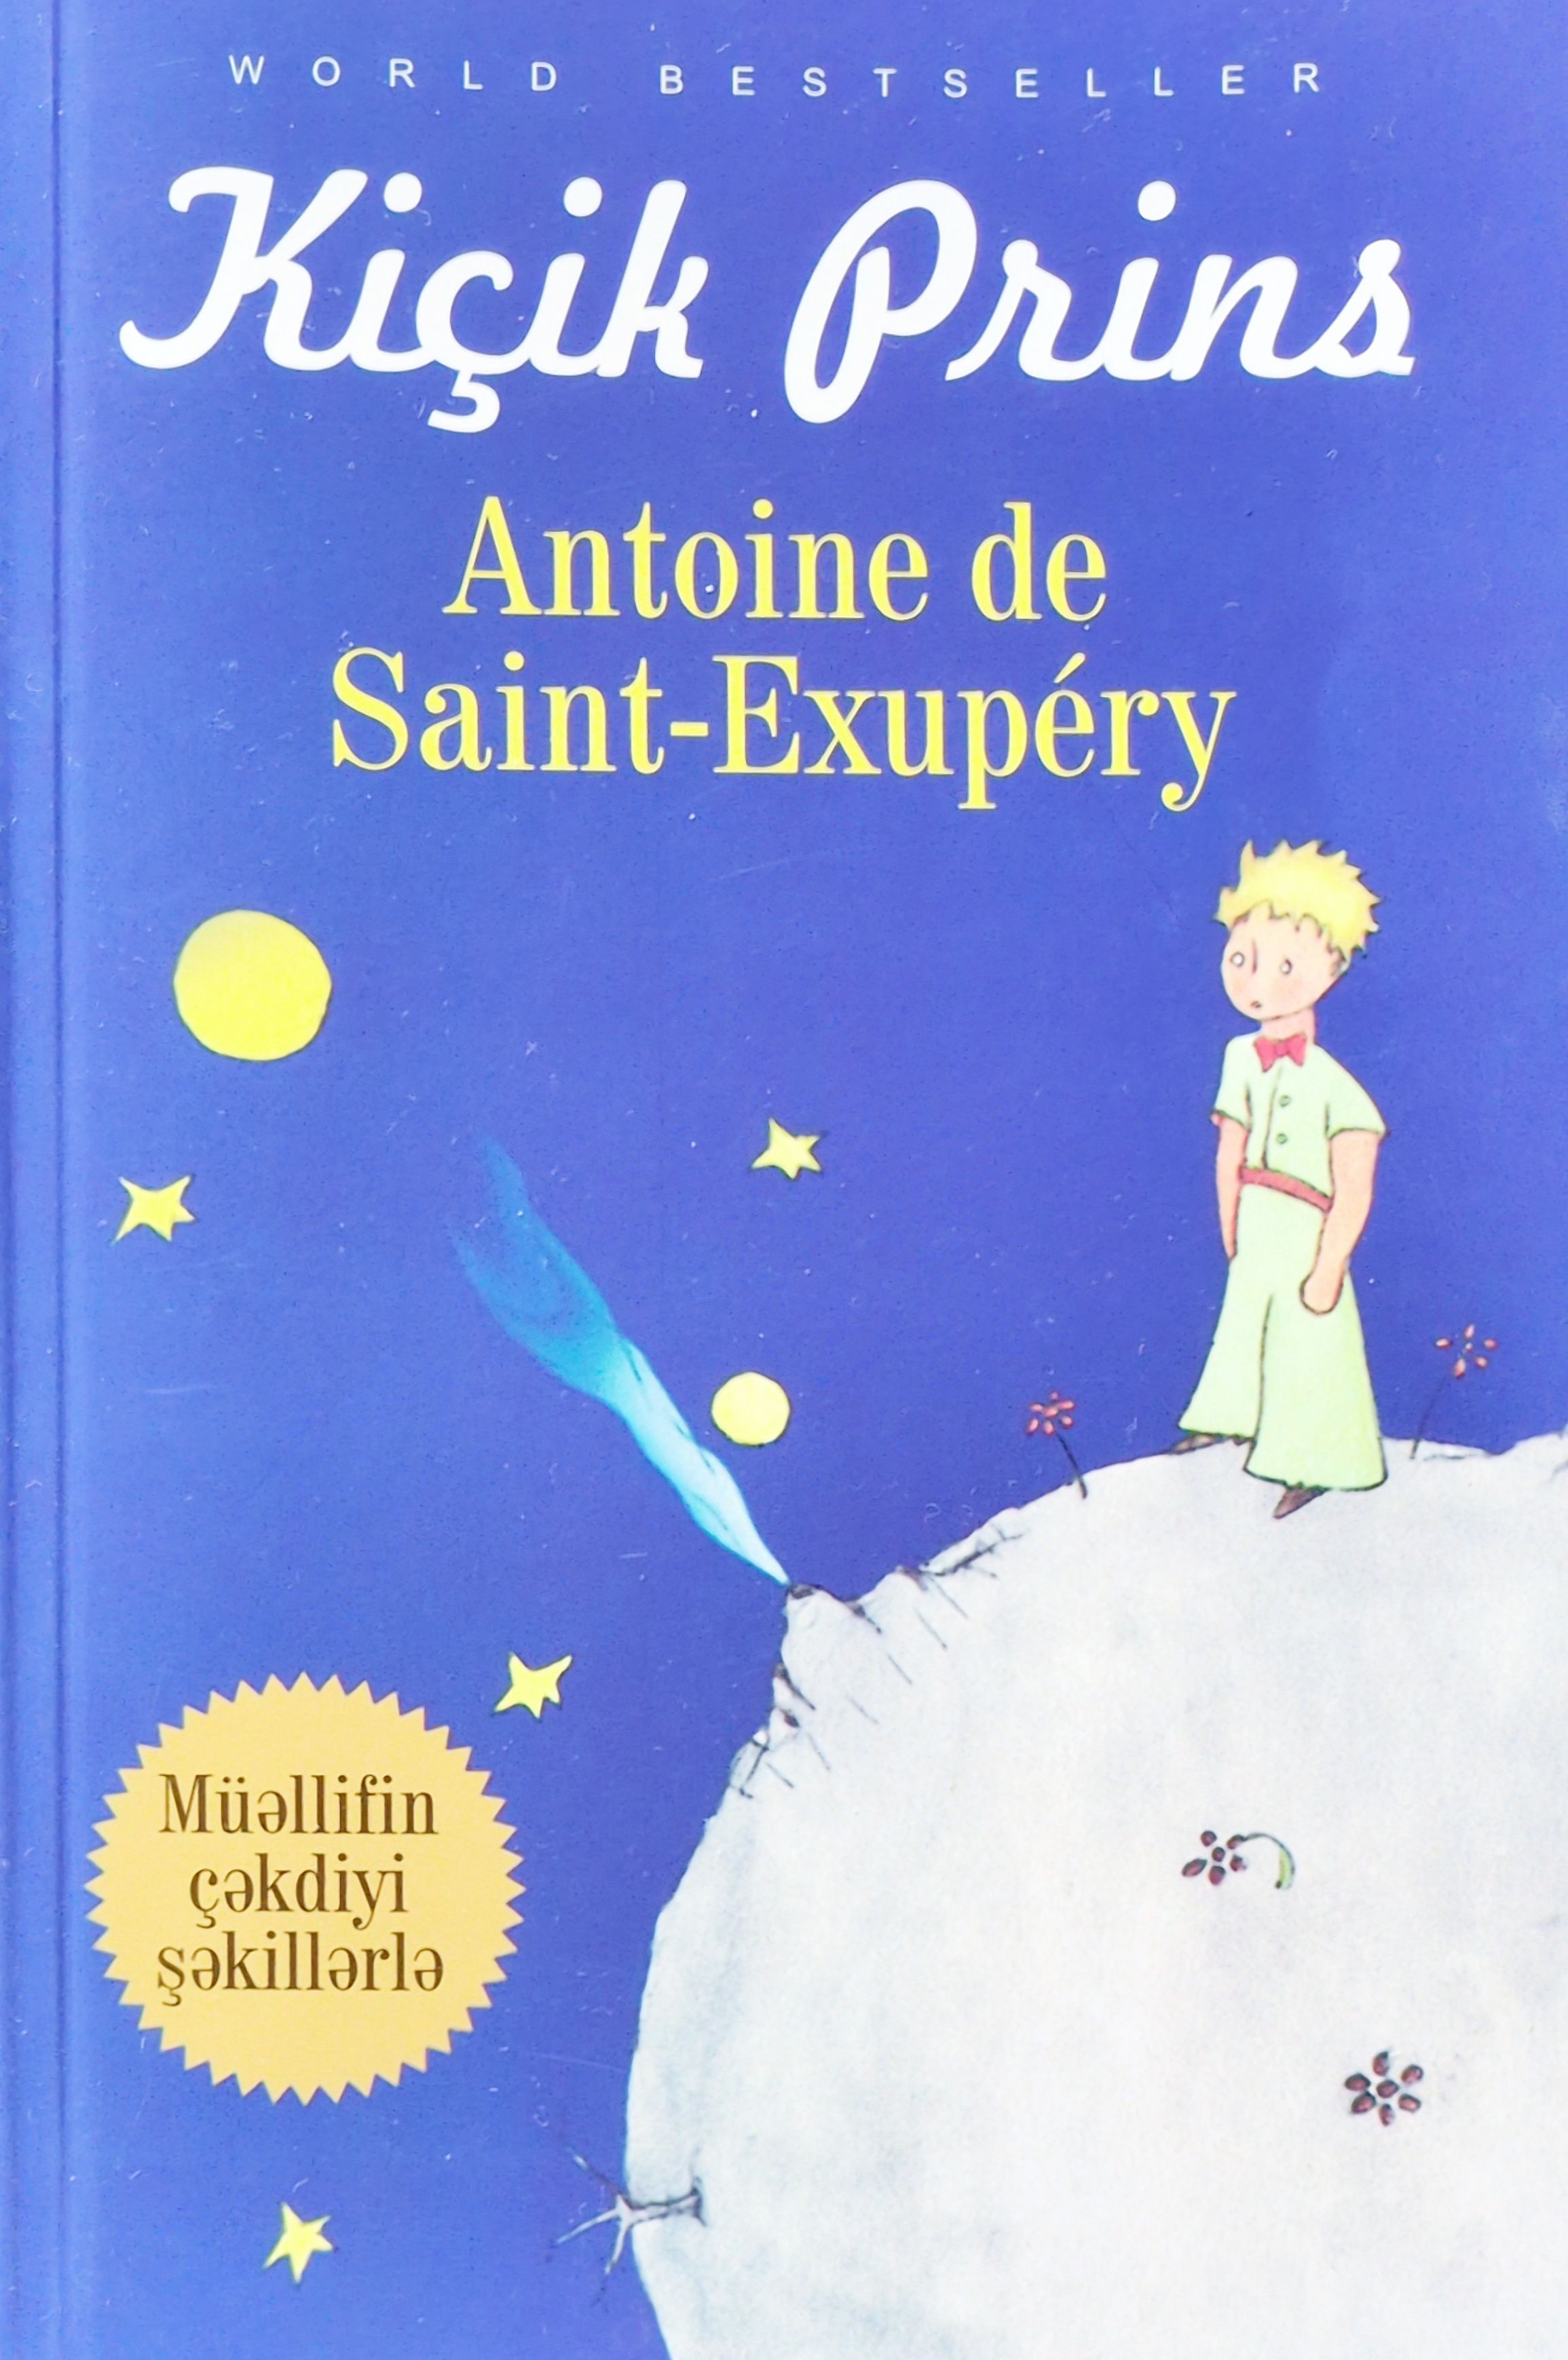 WORLD BESTSELLER
Kiçik Prins
Antoine de
Saint-Exupéry
Müəllifin
çəkdiyi
şəkillərlə